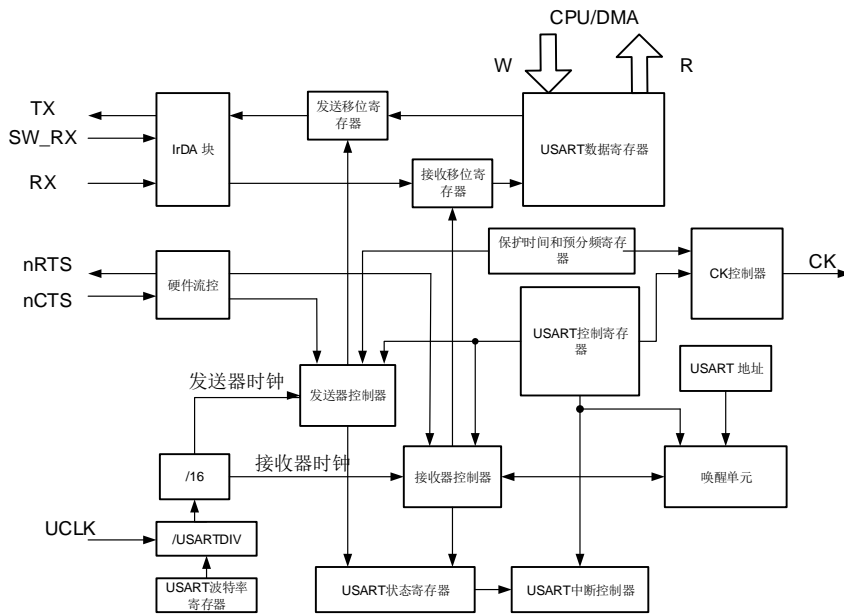 CPU/DMA
W
R
TX
SW_RX
RX
IrDA 块
发送移位寄
存器
接收移位寄
存器
USART数据寄存器
nRTS
nCTS
硬件流控
保护时间和预分频寄存
器
CK控制器
CK
USART控制寄存
器
USART 地址
发送器时钟
发送器控制器
/16
接收器时钟
接收器控制器
唤醒单元
UCLK
/USARTDIV
USART波特率
寄存器
USART状态寄存器
USART中断控制器